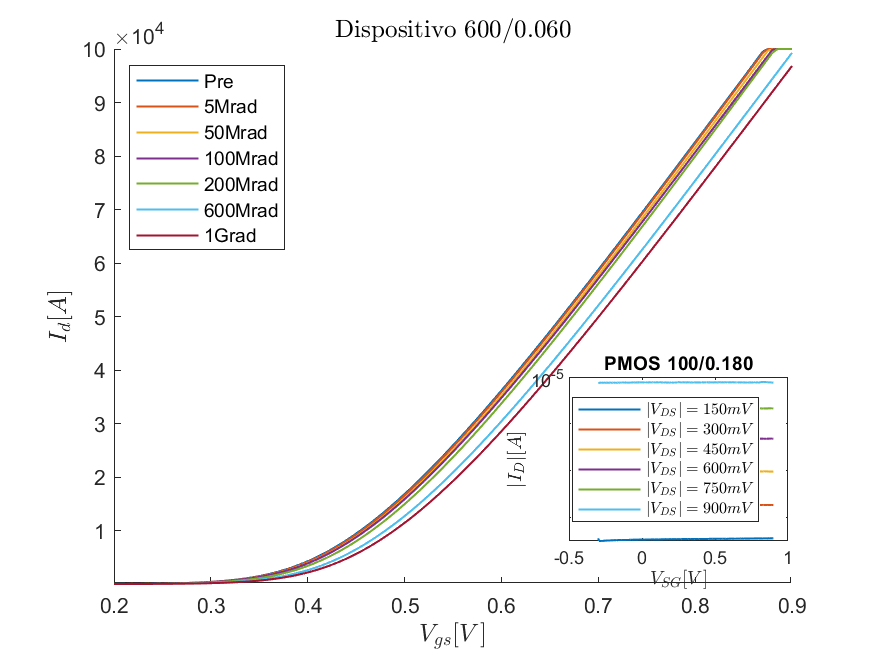 Dispositivo 600/0.060
×10⁴
10
9
8
7
6
5
4
3
2
1
I_d[A]
Pre
5Mrad
50Mrad
100Mrad
200Mrad
600Mrad
1Grad
0.2 0.3 0.4 0.5 0.6 0.7 0.8 0.9
V_gs[V]
PMOS 100/0.180
10⁻⁵
|I_D|[A]
|V_DS| = 150mV
|V_DS| = 300mV
|V_DS| = 450mV
|V_DS| = 600mV
|V_DS| = 750mV
|V_DS| = 900mV
-0.5 0 0.5 1
V_SG[V]